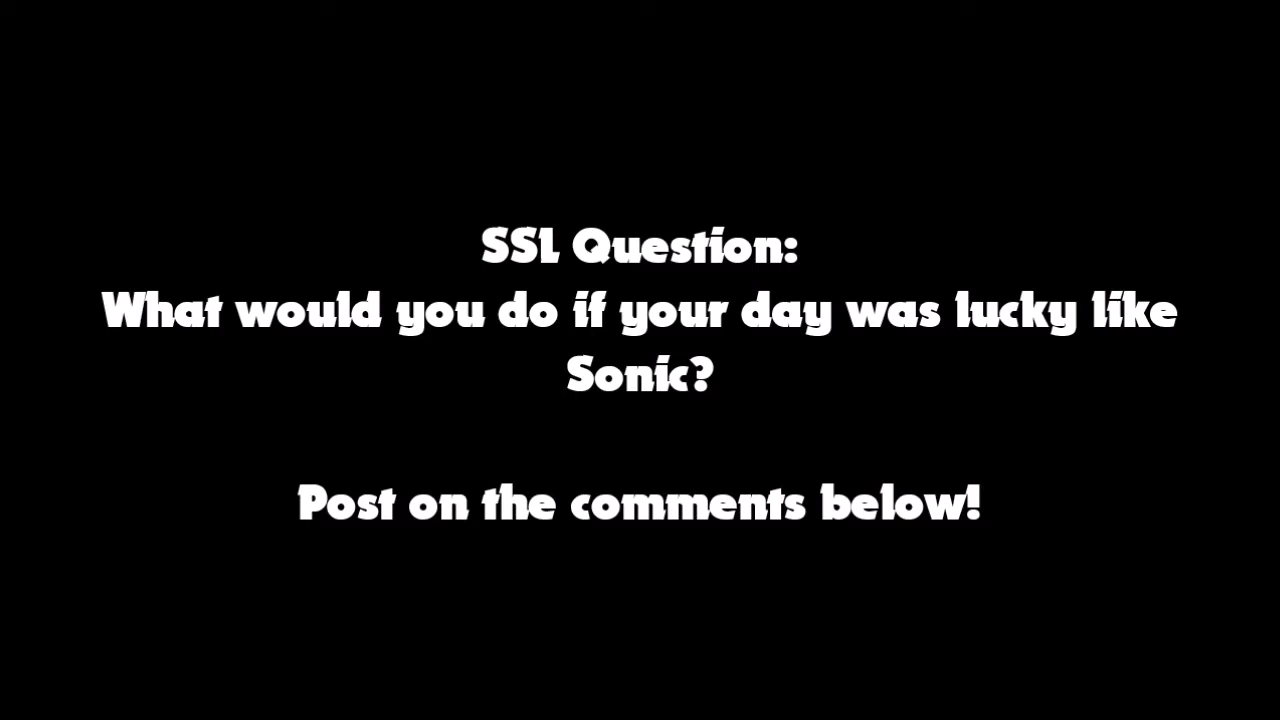 SSL Question:
What would you do if your day was lucky like
Sonic?
Post on the comments below!